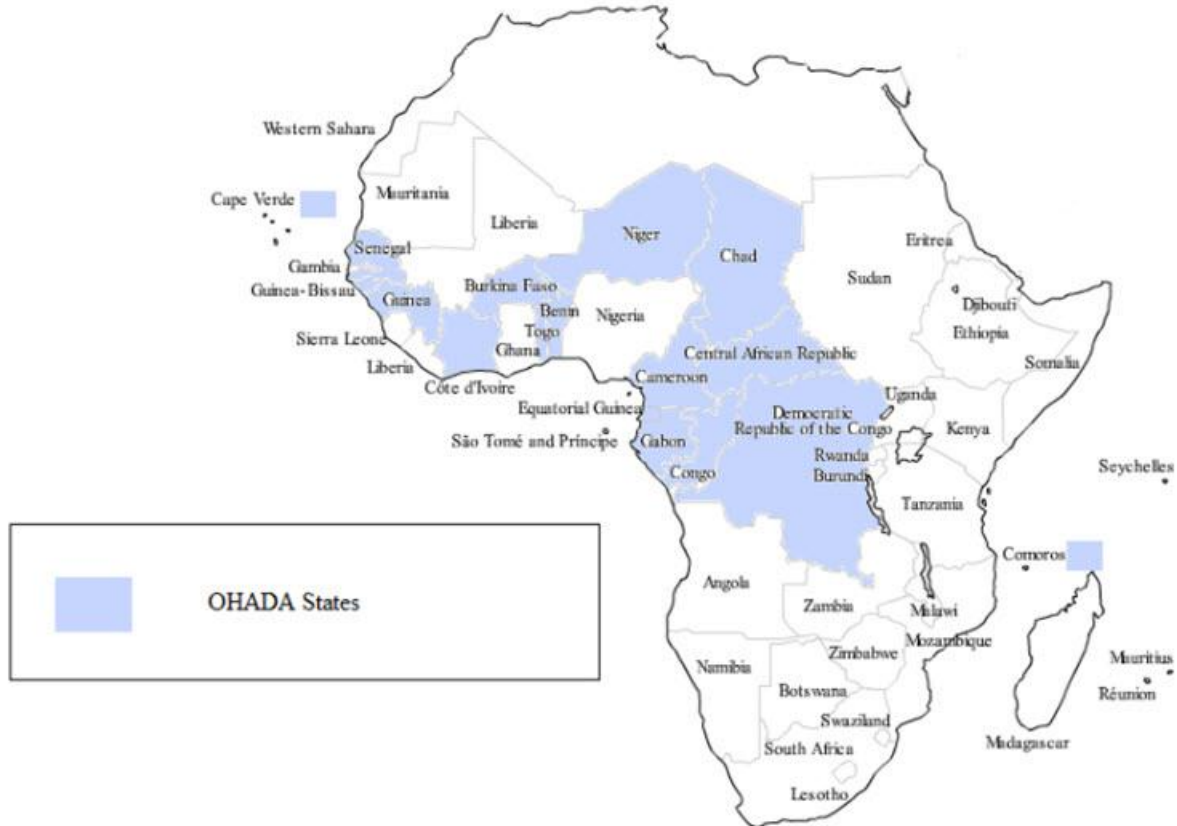 Western Sahara
Mauritania
Cape Verde
Liberia
Niger
Chad
Eritrea
Senegal
Gambia
Sudan
Guinea-Bissau
Guinea
Burkina Faso
Djibouti
Benin
Nigeria
Togo
Ethiopia
Sierra Leone
Ghana
Central African Republic
Liberia
Somalia
Côte d'Ivoire
Cameroon
Uganda
Equatorial Guinea
Democratic
Republic of the Congo
Kenya
São Tomé and Príncipe
Gabon
Rwanda
Congo
Burundi
Seychelles
Tanzania
Comoros
Angola
OHADA States
Zambia
Malawi
Mozambique
Zimbabwe
Namibia
Mauritius
Botswana
Réunion
Swaziland
Madagascar
South Africa
Lesotho